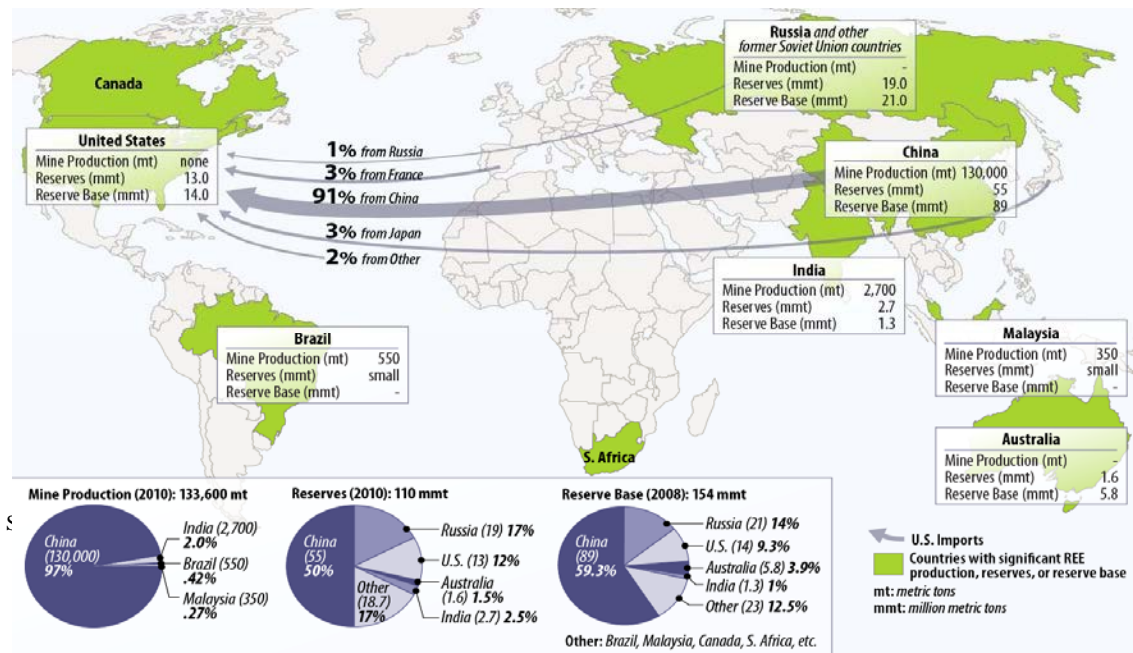 Russia and other
former Soviet Union countries
Mine Production (mt) -
Reserves (mmt) 19.0
Reserve Base (mmt) 21.0
Canada
United States
Mine Production (mt) none
Reserves (mmt) 13.0
Reserve Base (mmt) 14.0
1% from Russia
3% from France
91% from China
3% from Japan
2% from Other
China
Mine Production (mt) 130,000
Reserves (mmt) 55
Reserve Base (mmt) 89
India
Mine Production (mt) 2,700
Reserves (mmt) 2.7
Reserve Base (mmt) 1.3
Brazil
Mine Production (mt) 550
Reserves (mmt) small
Reserve Base (mmt) -
Malaysia
Mine Production (mt) 350
Reserves (mmt) small
Reserve Base (mmt) -
Australia
Mine Production (mt) -
Reserves (mmt) 1.6
Reserve Base (mmt) 5.8
S. Africa
Mine Production (2010): 133,600 mt
China
(130,000)
97%
India (2,700)
2.0%
Brazil (550)
.42%
Malaysia (350)
.27%
Reserves (2010): 110 mmt
China
(55)
50%
Russia (19) 17%
U.S. (13) 12%
Australia
(1.6) 1.5%
India (2.7) 2.5%
Other
(18.7)
17%
Reserve Base (2008): 154 mmt
China
(89)
59.3%
Russia (21) 14%
U.S. (14) 9.3%
Australia (5.8) 3.9%
India (1.3) 1%
Other (23) 12.5%
Other: Brazil, Malaysia, Canada, S. Africa, etc.
U.S. Imports
Countries with significant REE
production, reserves, or reserve base
mt: metric tons
mmt: million metric tons